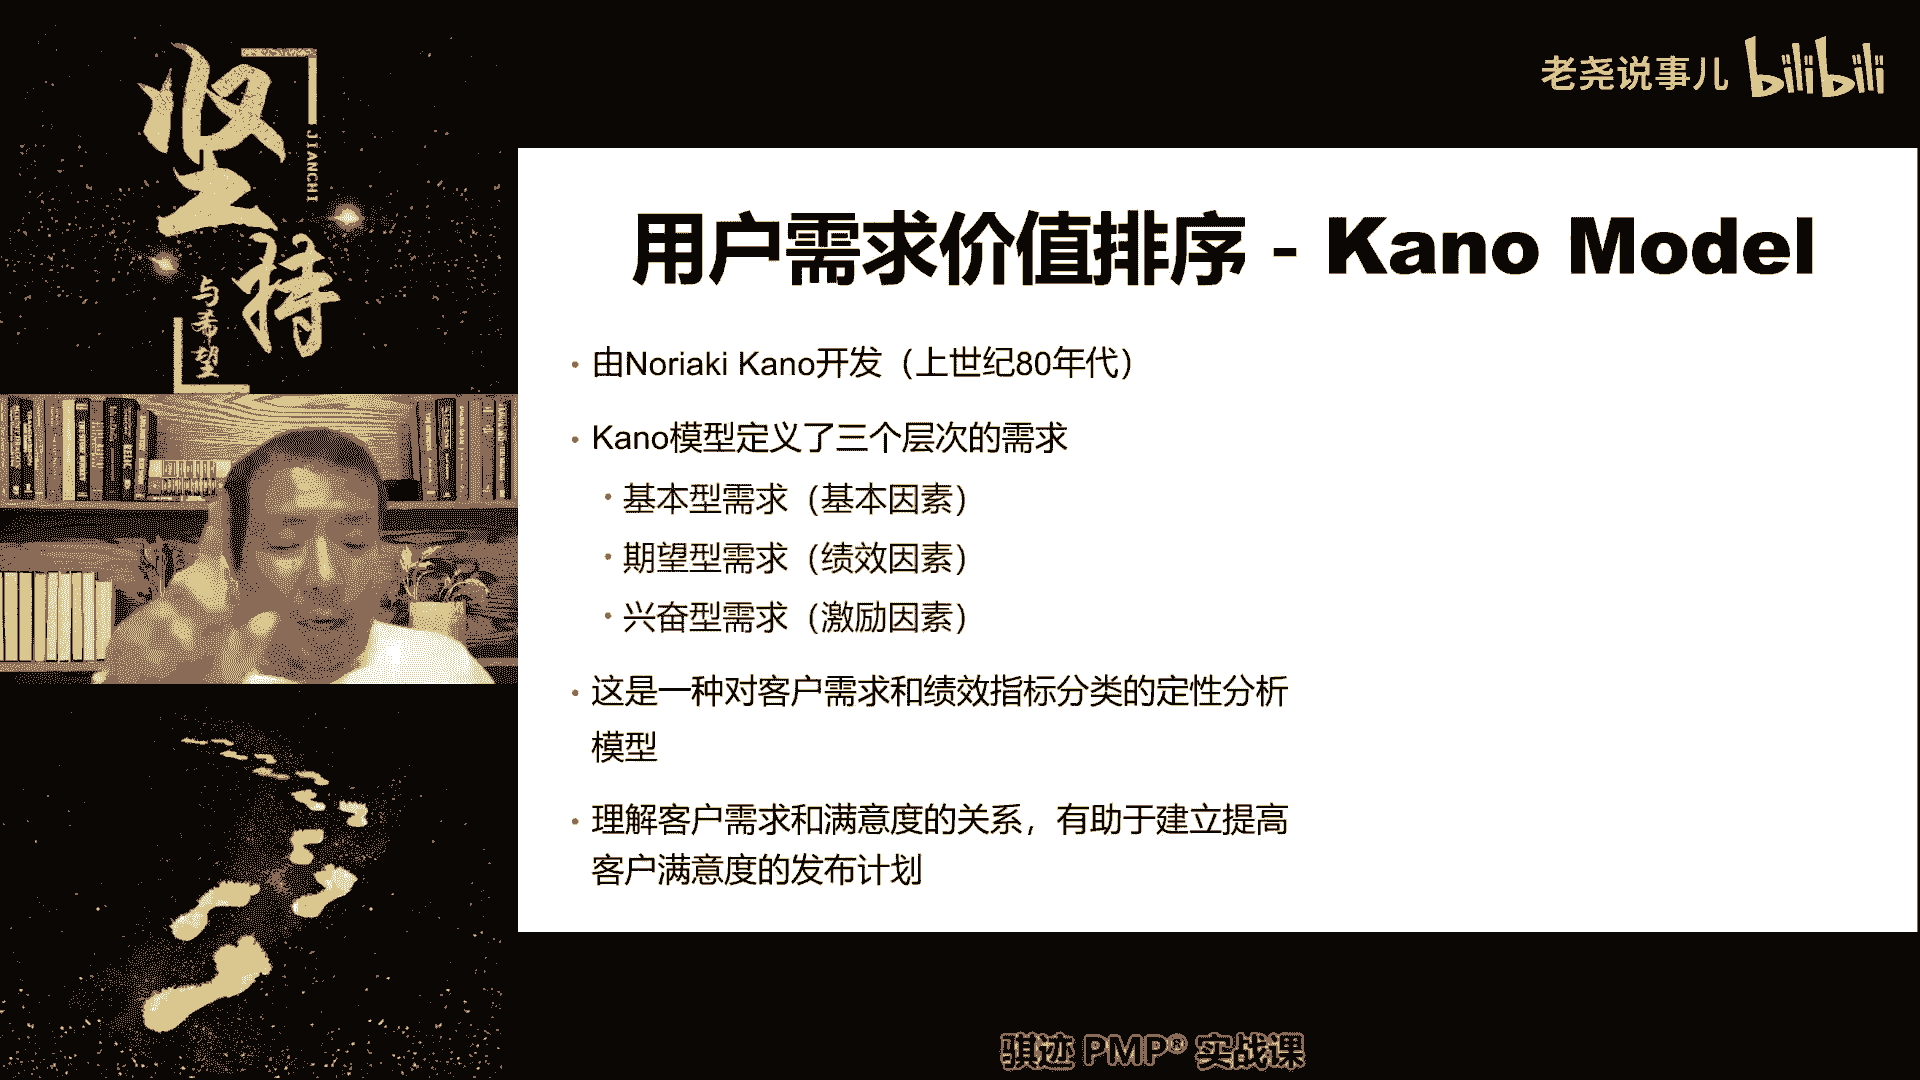 坚持
JIANCHI
与希望
老尧说事儿 bilibili
用户需求价值排序 - Kano Model
• 由Noriaki Kano开发（上世纪80年代）
• Kano模型定义了三个层次的需求
• 基本型需求（基本因素）
• 期望型需求（绩效因素）
• 兴奋型需求（激励因素）
• 这是一种对客户需求和绩效指标分类的定性分析
模型
• 理解客户需求和满意度的关系，有助于建立提高
客户满意度的发布计划
骐迹 PMP® 实战课